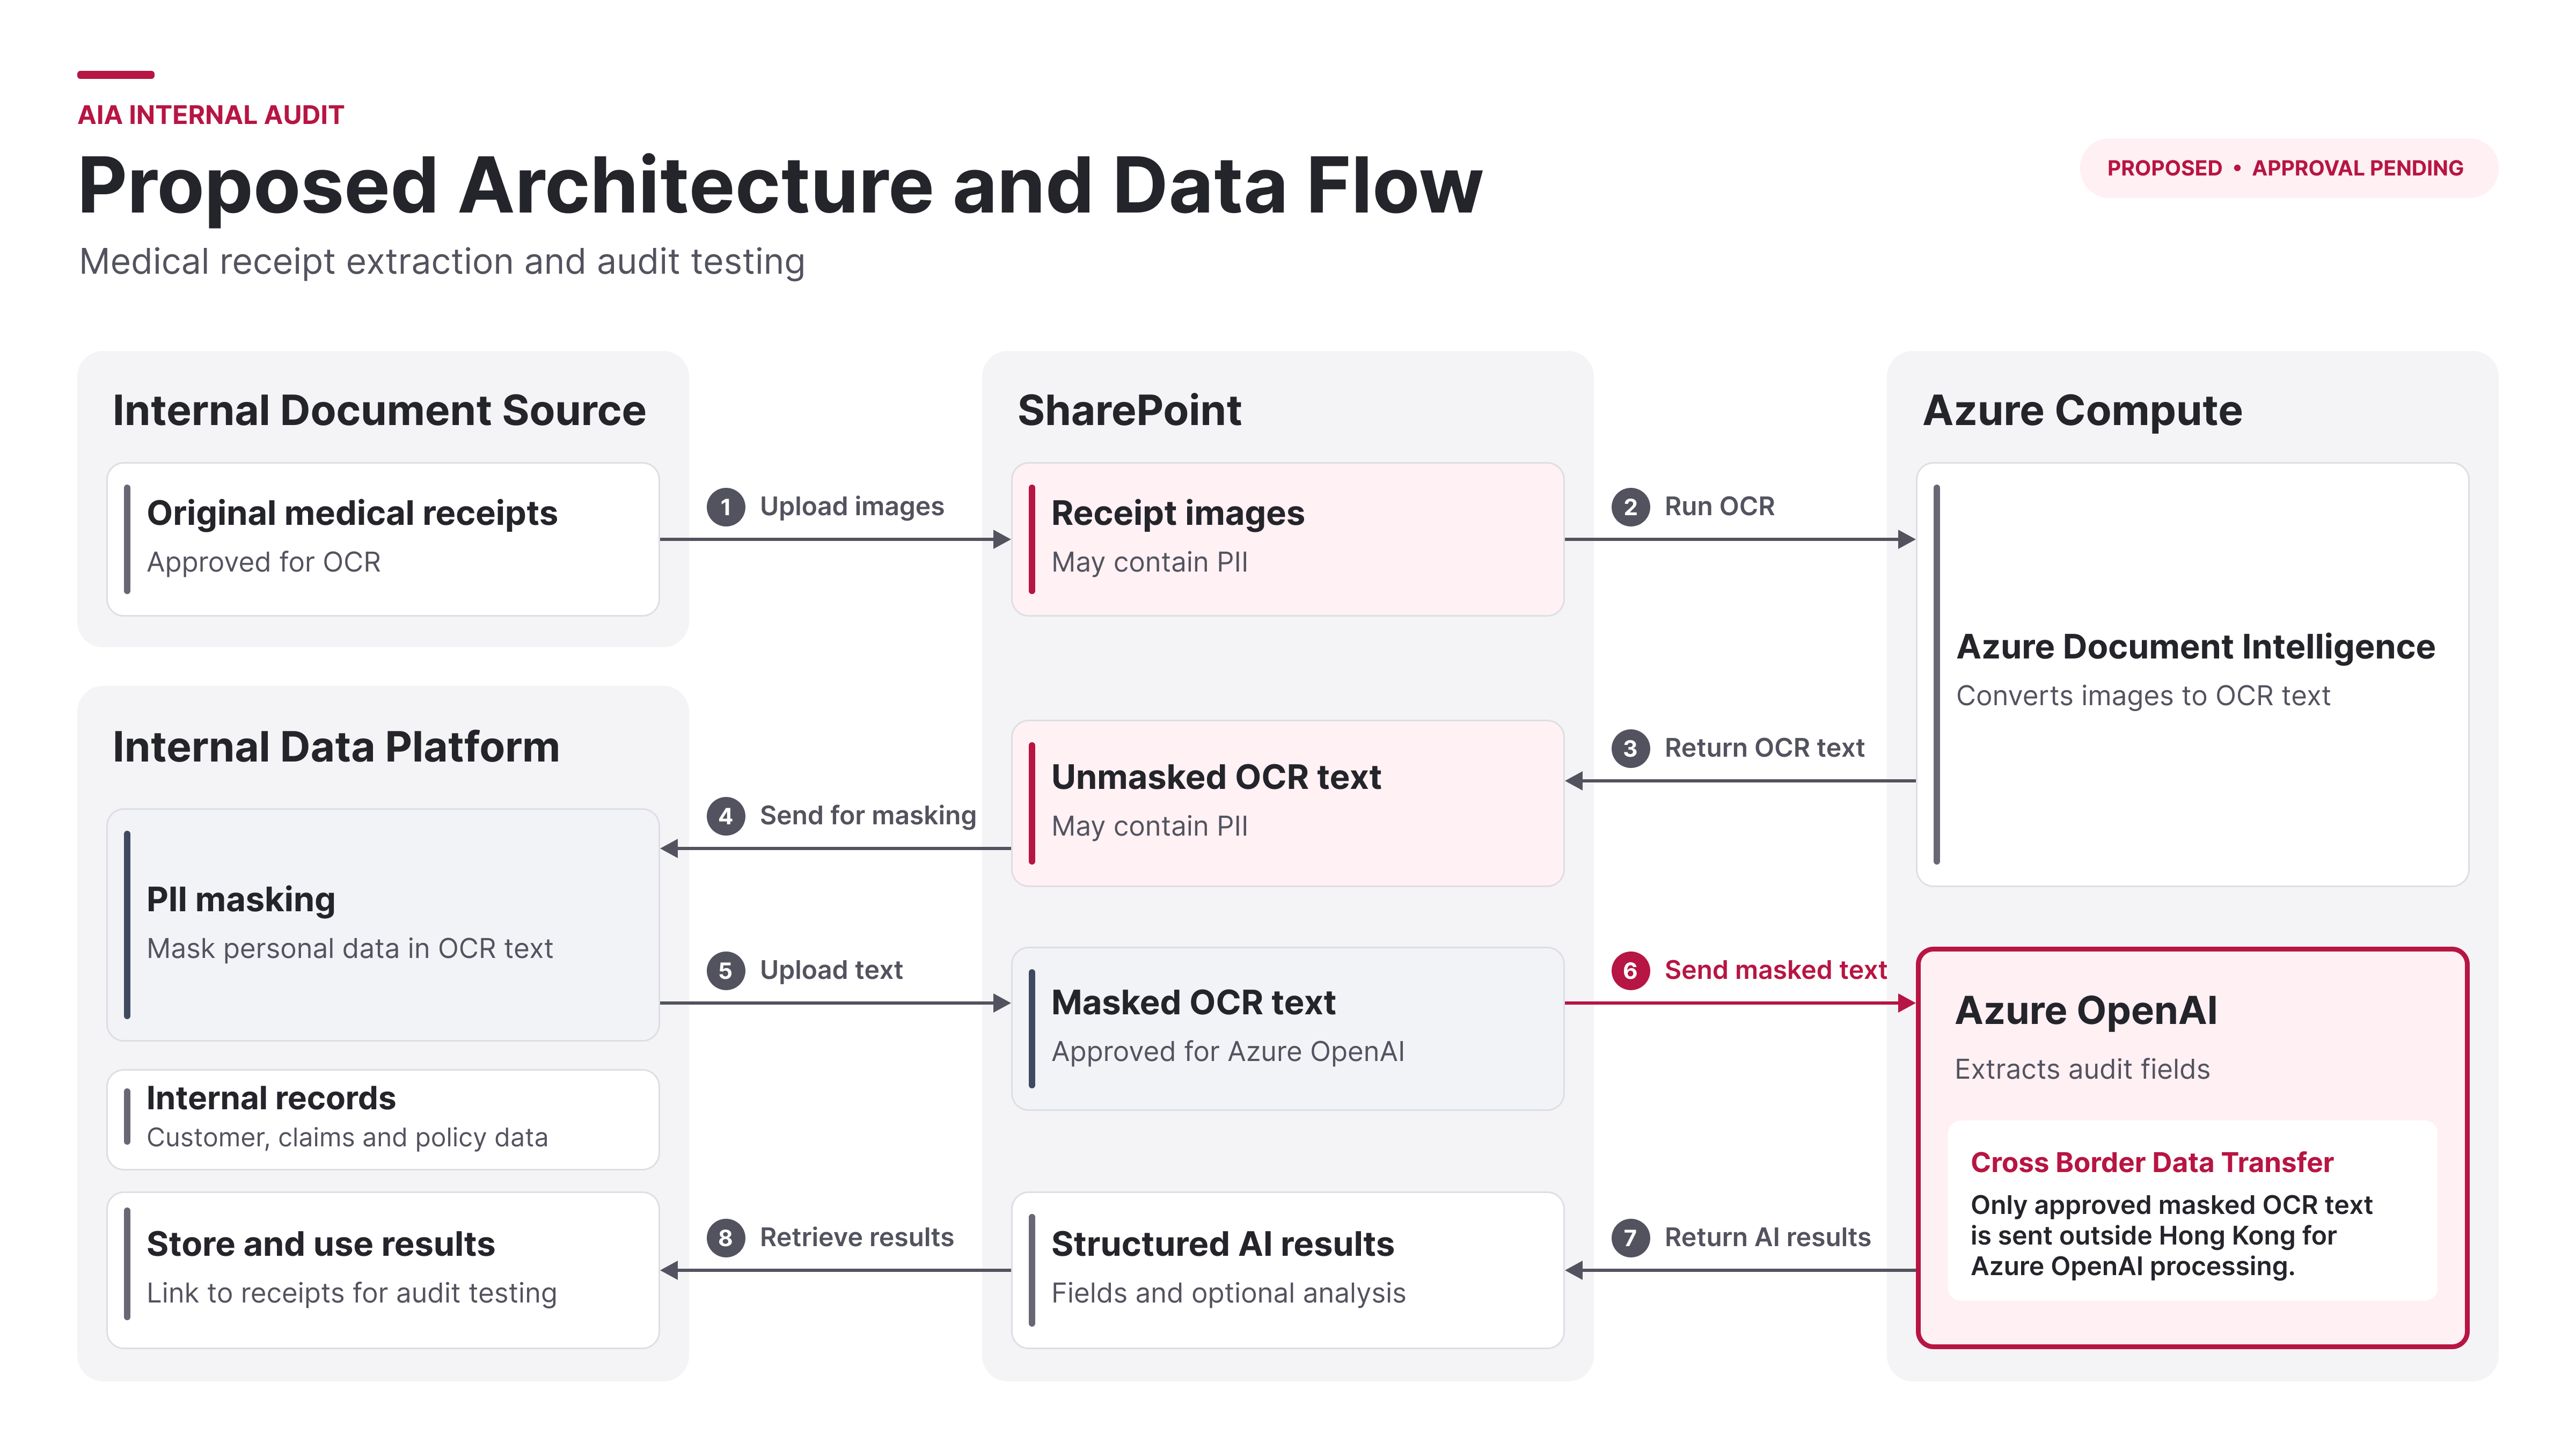 AIA INTERNAL AUDIT
Proposed Architecture and Data Flow
Medical receipt extraction and audit testing
PROPOSED • APPROVAL PENDING
Internal Document Source
Original medical receipts
Approved for OCR
1 Upload images
SharePoint
Receipt images
May contain PII
2 Run OCR
Azure Compute
Azure Document Intelligence
Converts images to OCR text
3 Return OCR text
Unmasked OCR text
May contain PII
4 Send for masking
Internal Data Platform
PII masking
Mask personal data in OCR text
5 Upload text
Masked OCR text
Approved for Azure OpenAI
6 Send masked text
Azure OpenAI
Extracts audit fields
Cross Border Data Transfer
Only approved masked OCR text
is sent outside Hong Kong for
Azure OpenAI processing.
7 Return AI results
Structured AI results
Fields and optional analysis
8 Retrieve results
Internal records
Customer, claims and policy data
Store and use results
Link to receipts for audit testing